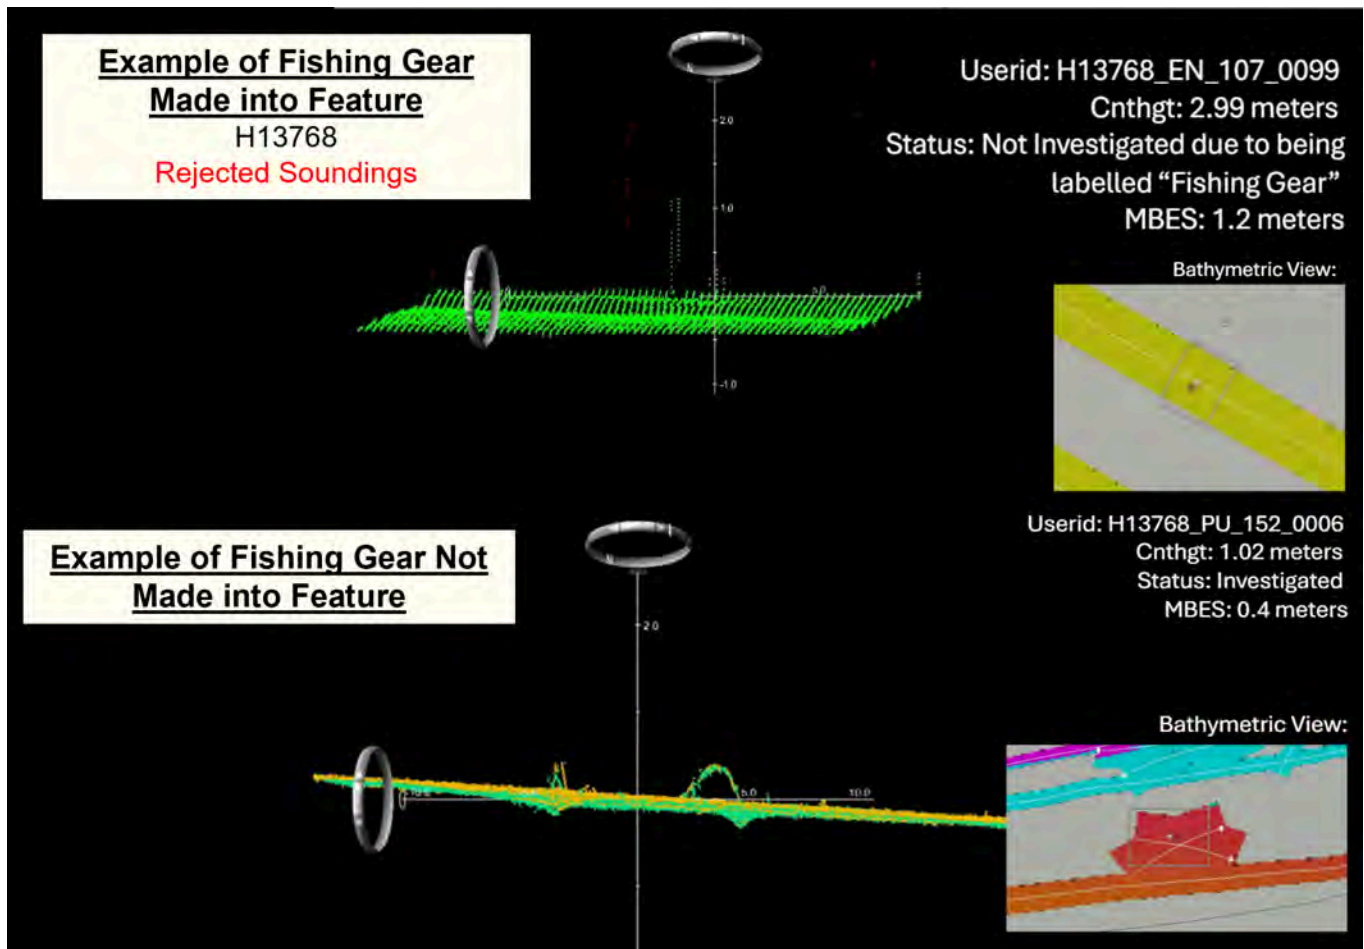 Example of Fishing Gear
Made into Feature
H13768
Rejected Soundings
Userid: H13768_EN_107_0099
Cnthgt: 2.99 meters
Status: Not Investigated due to being
labelled “Fishing Gear”
MBES: 1.2 meters
Bathymetric View:
2.0
1.0
5.0
-1.0
Userid: H13768_PU_152_0006
Cnthgt: 1.02 meters
Status: Investigated
MBES: 0.4 meters
Example of Fishing Gear Not
Made into Feature
N
2.0
Bathymetric View:
5.0
10.0